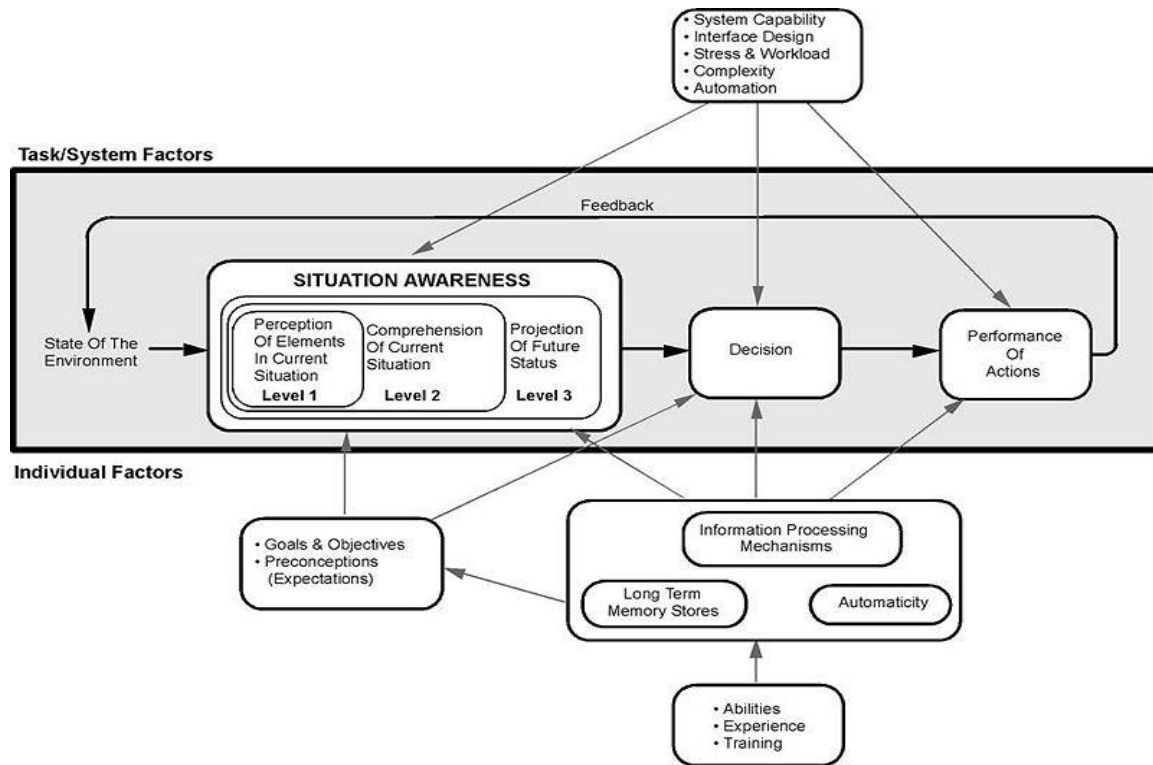 • System Capability
• Interface Design
• Stress & Workload
• Complexity
• Automation
Task/System Factors
Feedback
SITUATION AWARENESS
State Of The
Environment
Perception
Of Elements
In Current
Situation
Level 1
Comprehension
Of Current
Situation
Level 2
Projection
Of Future
Status
Level 3
Decision
Performance
Of
Actions
Individual Factors
• Goals & Objectives
• Preconceptions
(Expectations)
Information Processing
Mechanisms
Long Term
Memory Stores
Automaticity
• Abilities
• Experience
• Training